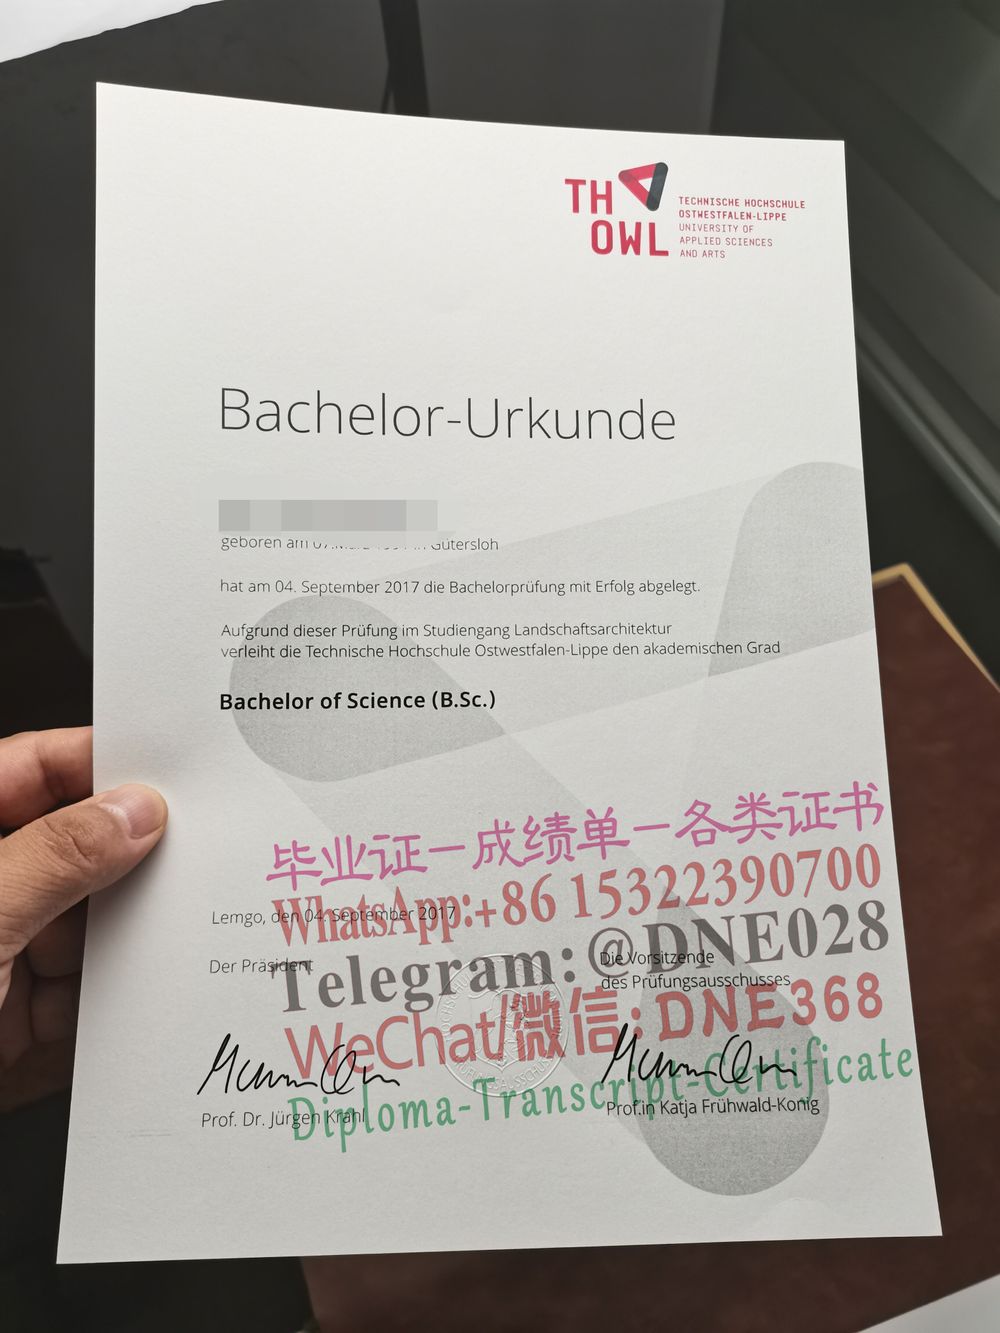 TH
OWL
TECHNISCHE HOCHSCHULE
OSTWESTFALEN-LIPPE
UNIVERSITY OF
APPLIED SCIENCES
AND ARTS
Bachelor-Urkunde
geboren am Gütersloh
hat am 04. September 2017 die Bachelorprüfung mit Erfolg abgelegt.
Aufgrund dieser Prüfung im Studiengang Landschaftsarchitektur
verleiht die Technische Hochschule Ostwestfalen-Lippe den akademischen Grad
Bachelor of Science (B.Sc.)
毕业证一成绩单一各类证书
WhatsApp:+86 15322390700
Lemgo, den 04. September 2017
Telegram:@DNE028
Der Präsident
Die Vorsitzende
des Prüfungsausschusses
WeChat/微信:DNE368
Diploma-Transcript-Certificate
Prof. Dr. Jürgen Krahl
Prof.in Katja Frühwald-König